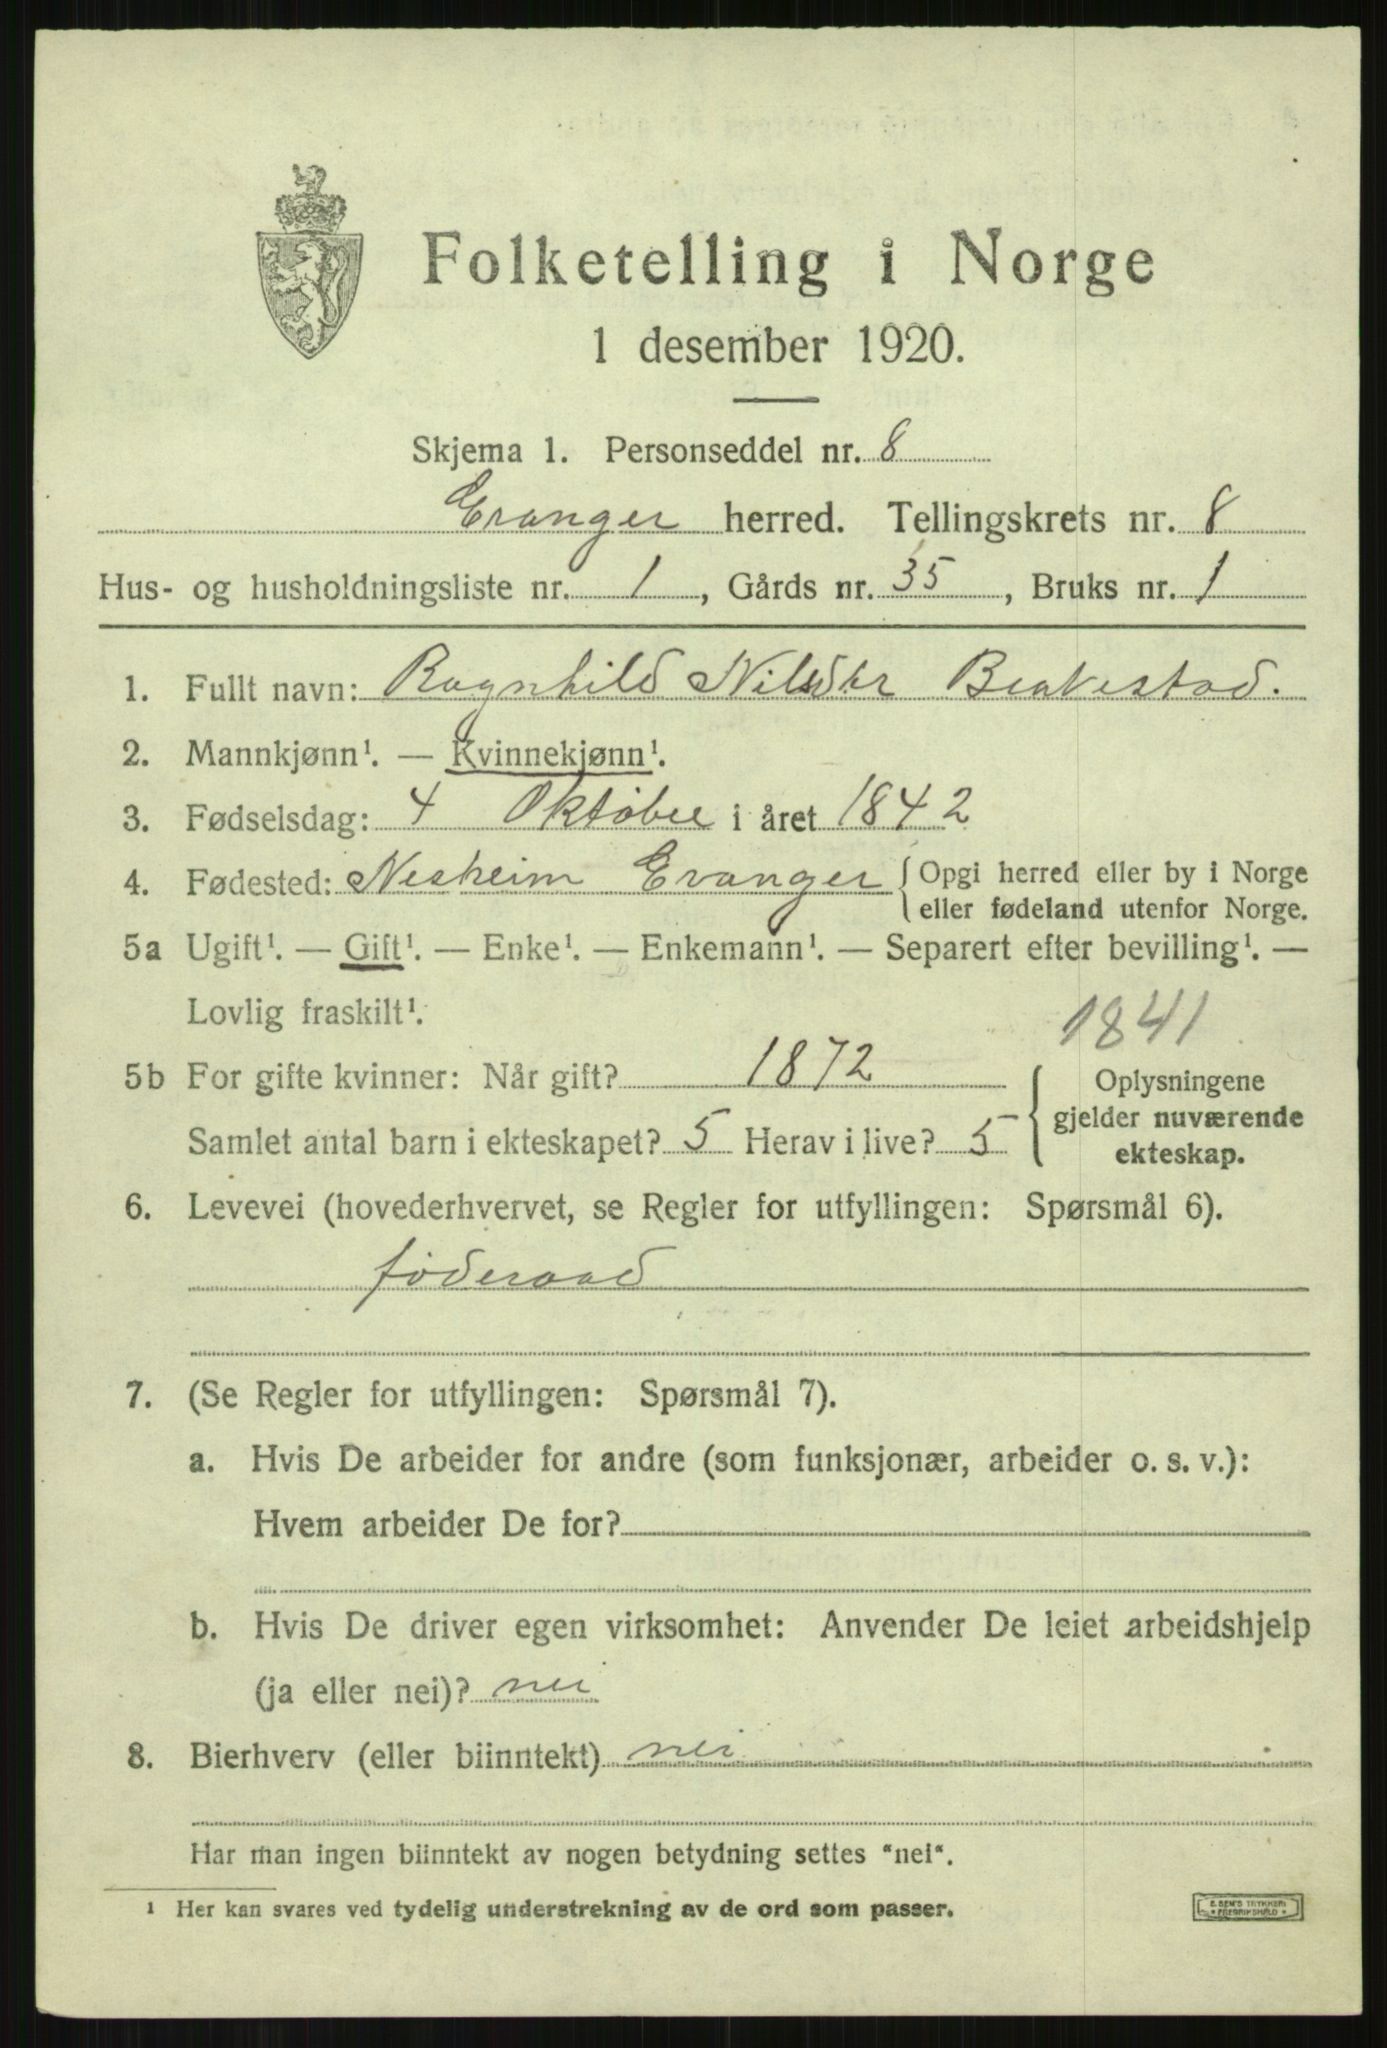 Folketelling i Norge
1 desember 1920.
Skjema 1. Personseddel nr. 8
Evanger herred. Tellingskrets nr. 8
Hus- og husholdningsliste nr. 1, Gårds nr. 35, Bruks nr. 1
1. Fullt navn: Ragnhild Nilsdtr Brakestad.
2. Mannkjønn¹. — Kvinnekjønn¹.
3. Fødselsdag: 4 Oktober i året 1842
4. Fødested: Nesheim Evanger { Opgi herred eller by i Norge
eller fødeland utenfor Norge.
5a Ugift¹. — Gift¹. — Enke¹. — Enkemann¹. — Separert efter bevilling¹. —
Lovlig fraskilt¹.
1841
5b For gifte kvinner: Når gift? 1872
Samlet antal barn i ekteskapet? 5 Herav i live? 5
{ Oplysningene
gjelder nuværende
ekteskap.
6. Levevei (hovederhvervet, se Regler for utfyllingen: Spørsmål 6).
føderaad
7. (Se Regler for utfyllingen: Spørsmål 7).
a. Hvis De arbeider for andre (som funksjonær, arbeider o. s. v.):
Hvem arbeider De for?
b. Hvis De driver egen virksomhet: Anvender De leiet arbeidshjelp
(ja eller nei)? nei
8. Bierhverv (eller biinntekt) nei
Har man ingen biinntekt av nogen betydning settes "nei".
¹ Her kan svares ved tydelig understrekning av de ord som passer.